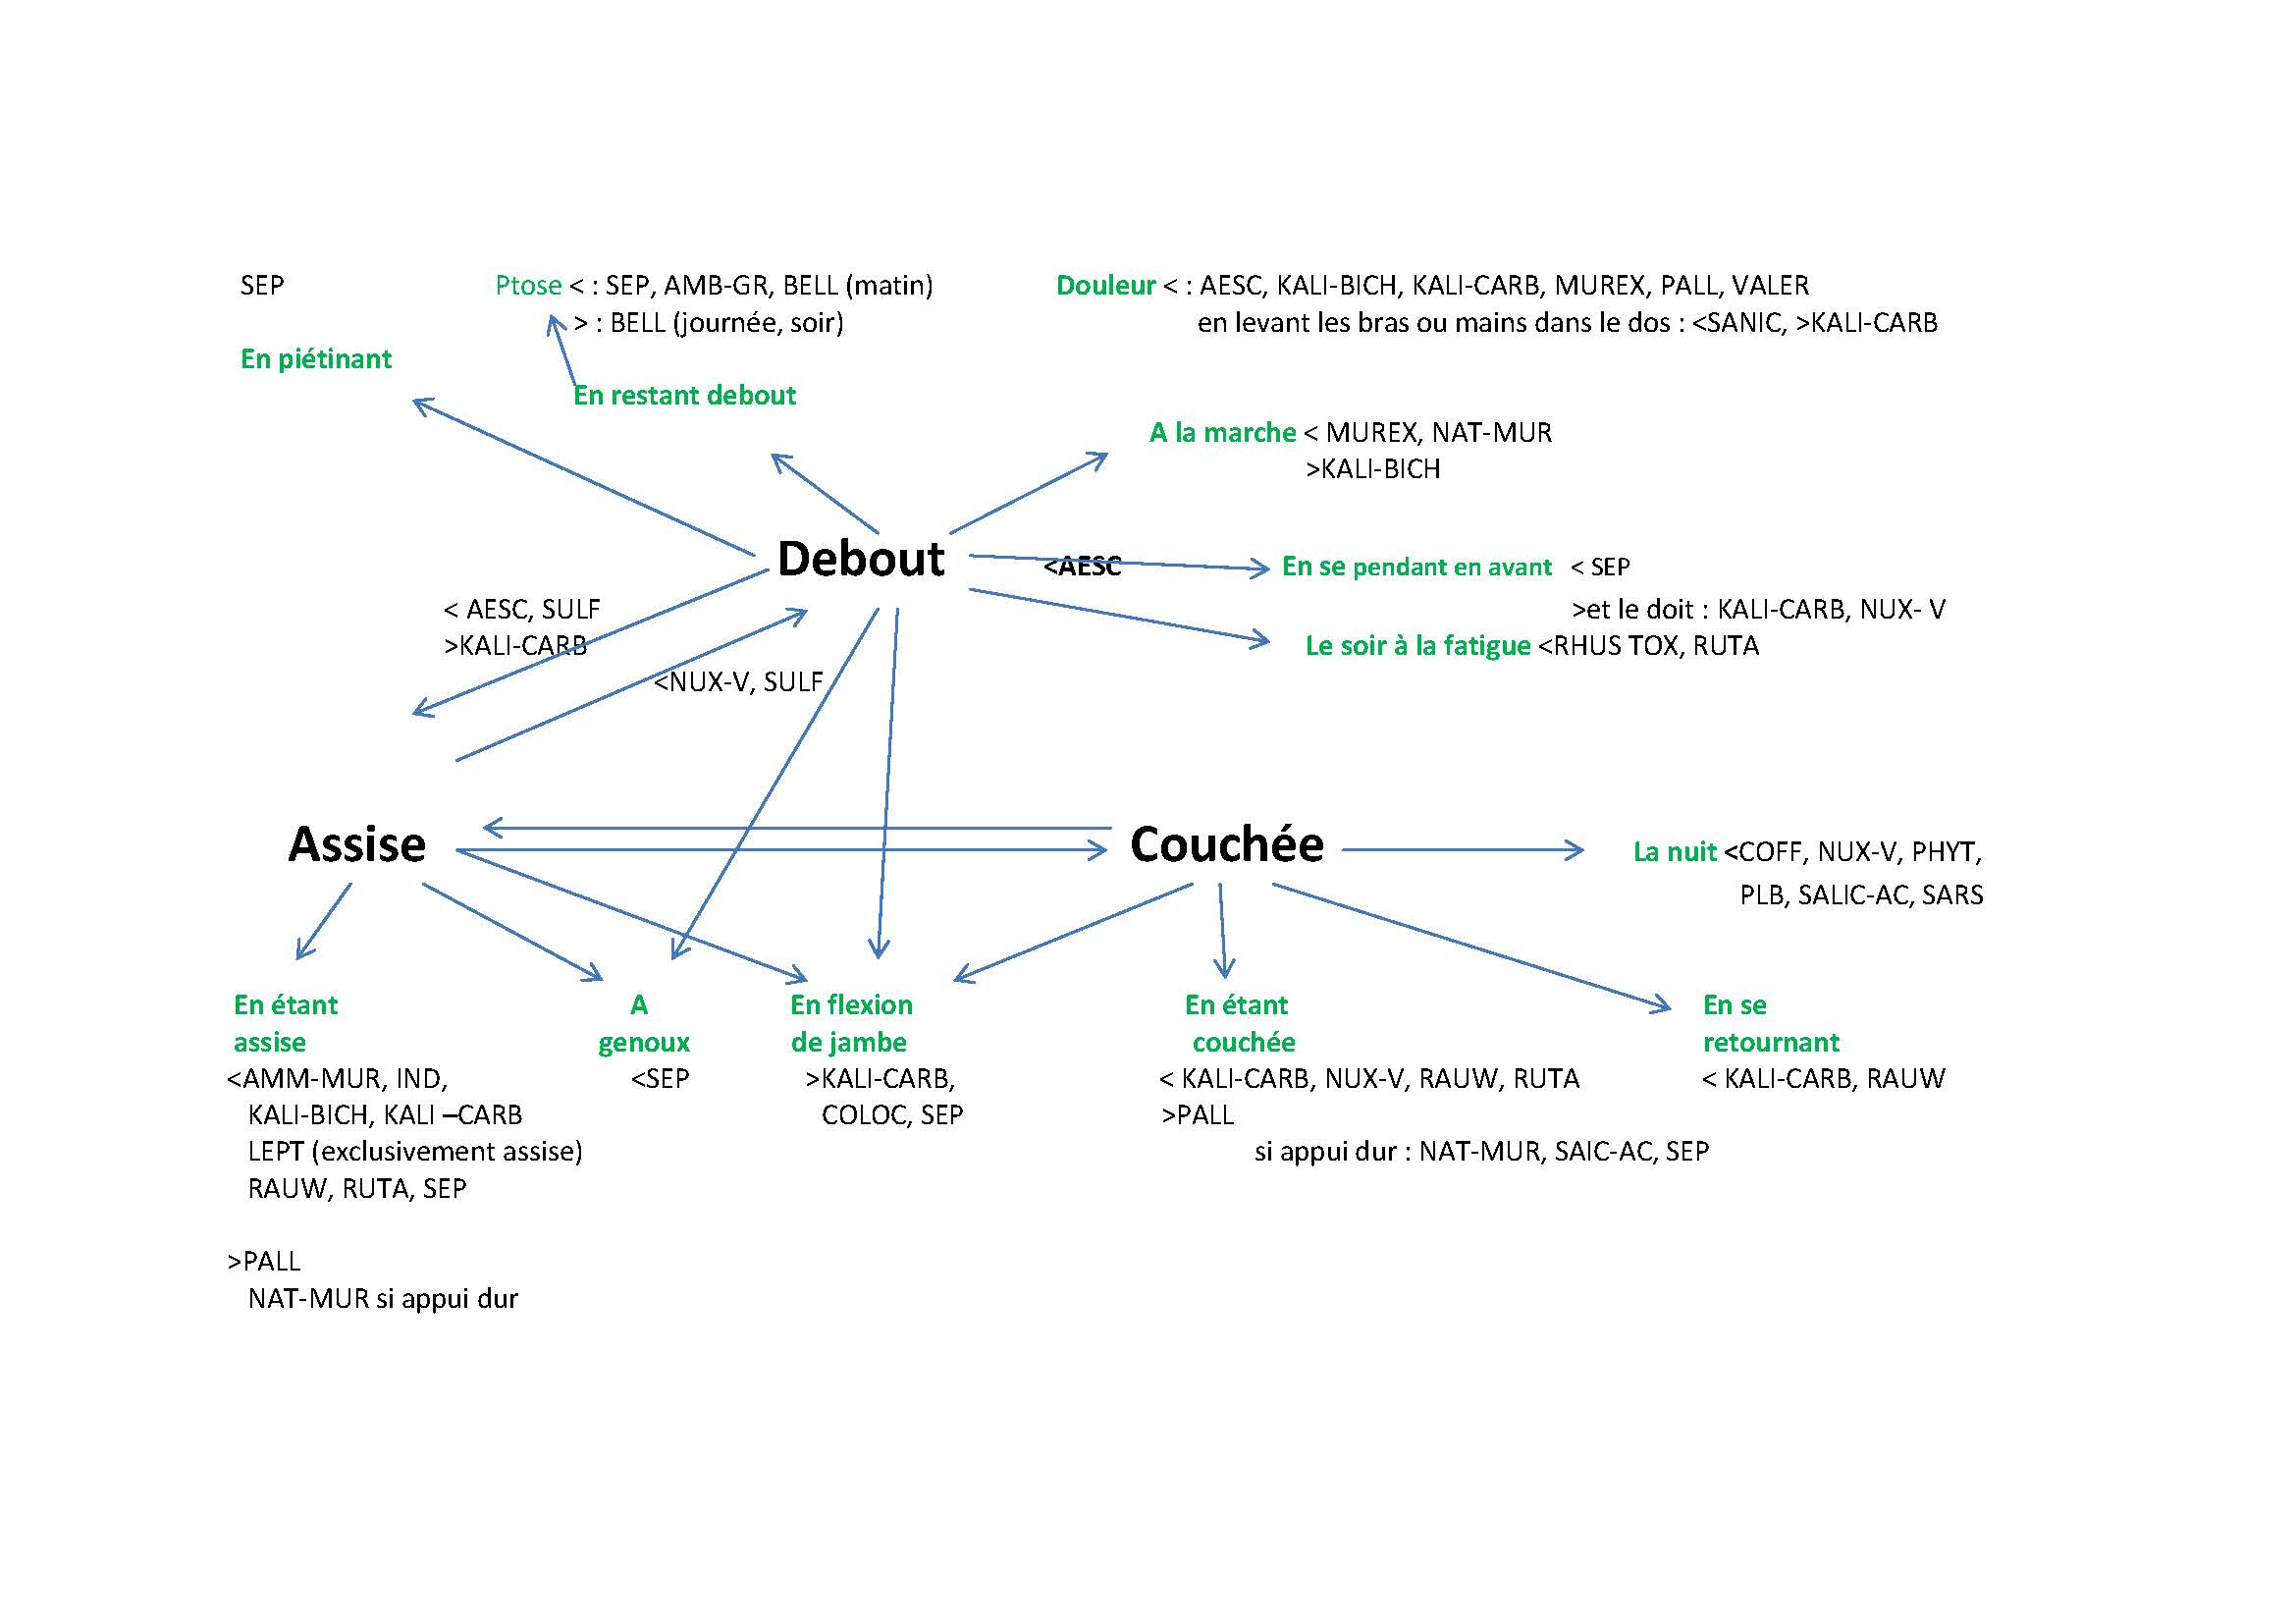 SEP
Ptose < : SEP, AMB-GR, BELL (matin)
> : BELL (journée, soir)
Douleur < : AESC, KALI-BICH, KALI-CARB, MUREX, PALL, VALER
en levant les bras ou mains dans le dos : <SANIC, >KALI-CARB
En piétinant
En restant debout
A la marche < MUREX, NAT-MUR
>KALI-BICH
Debout
<AESC
En se pendant en avant < SEP
>et le doit : KALI-CARB, NUX- V
< AESC, SULF
>KALI-CARB
Le soir à la fatigue <RHUS TOX, RUTA
<NUX-V, SULF
Assise
Couchée
La nuit <COFF, NUX-V, PHYT,
PLB, SALIC-AC, SARS
En étant
assise
<AMM-MUR, IND,
KALI-BICH, KALI –CARB
LEPT (exclusivement assise)
RAUW, RUTA, SEP
>PALL
NAT-MUR si appui dur
A
genoux
<SEP
En flexion
de jambe
>KALI-CARB,
COLOC, SEP
En étant
couchée
< KALI-CARB, NUX-V, RAUW, RUTA
>PALL
si appui dur : NAT-MUR, SAIC-AC, SEP
En se
retournant
< KALI-CARB, RAUW